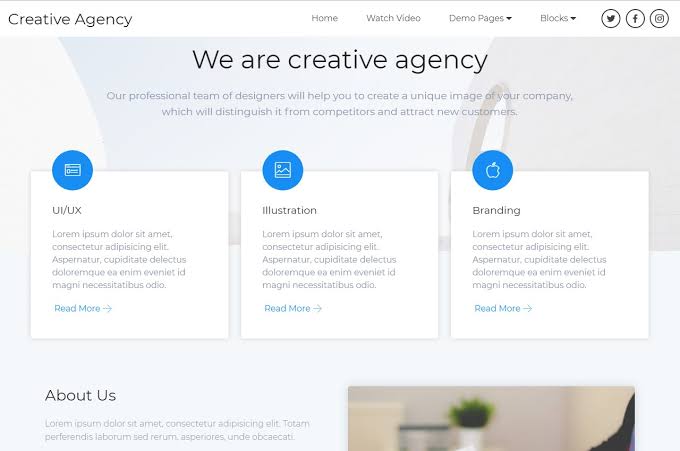 Creative Agency
Home
Watch Video
Demo Pages
Blocks
We are creative agency
Our professional team of designers will help you to create a unique image of your company,
which will distinguish it from competitors and attract new customers.
UI/UX
Lorem ipsum dolor sit amet,
consectetur adipisicing elit.
Aspernatur, cupiditate delectus
doloremque ea enim eveniet id
magni necessitatibus odio.
Read More
Illustration
Lorem ipsum dolor sit amet,
consectetur adipisicing elit.
Aspernatur, cupiditate delectus
doloremque ea enim eveniet id
magni necessitatibus odio.
Read More
Branding
Lorem ipsum dolor sit amet,
consectetur adipisicing elit.
Aspernatur, cupiditate delectus
doloremque ea enim eveniet id
magni necessitatibus odio.
Read More
About Us
Lorem ipsum dolor sit amet, consectetur adipisicing elit. Totam
perferendis laborum sed rerum, asperiores, unde obcaecati.